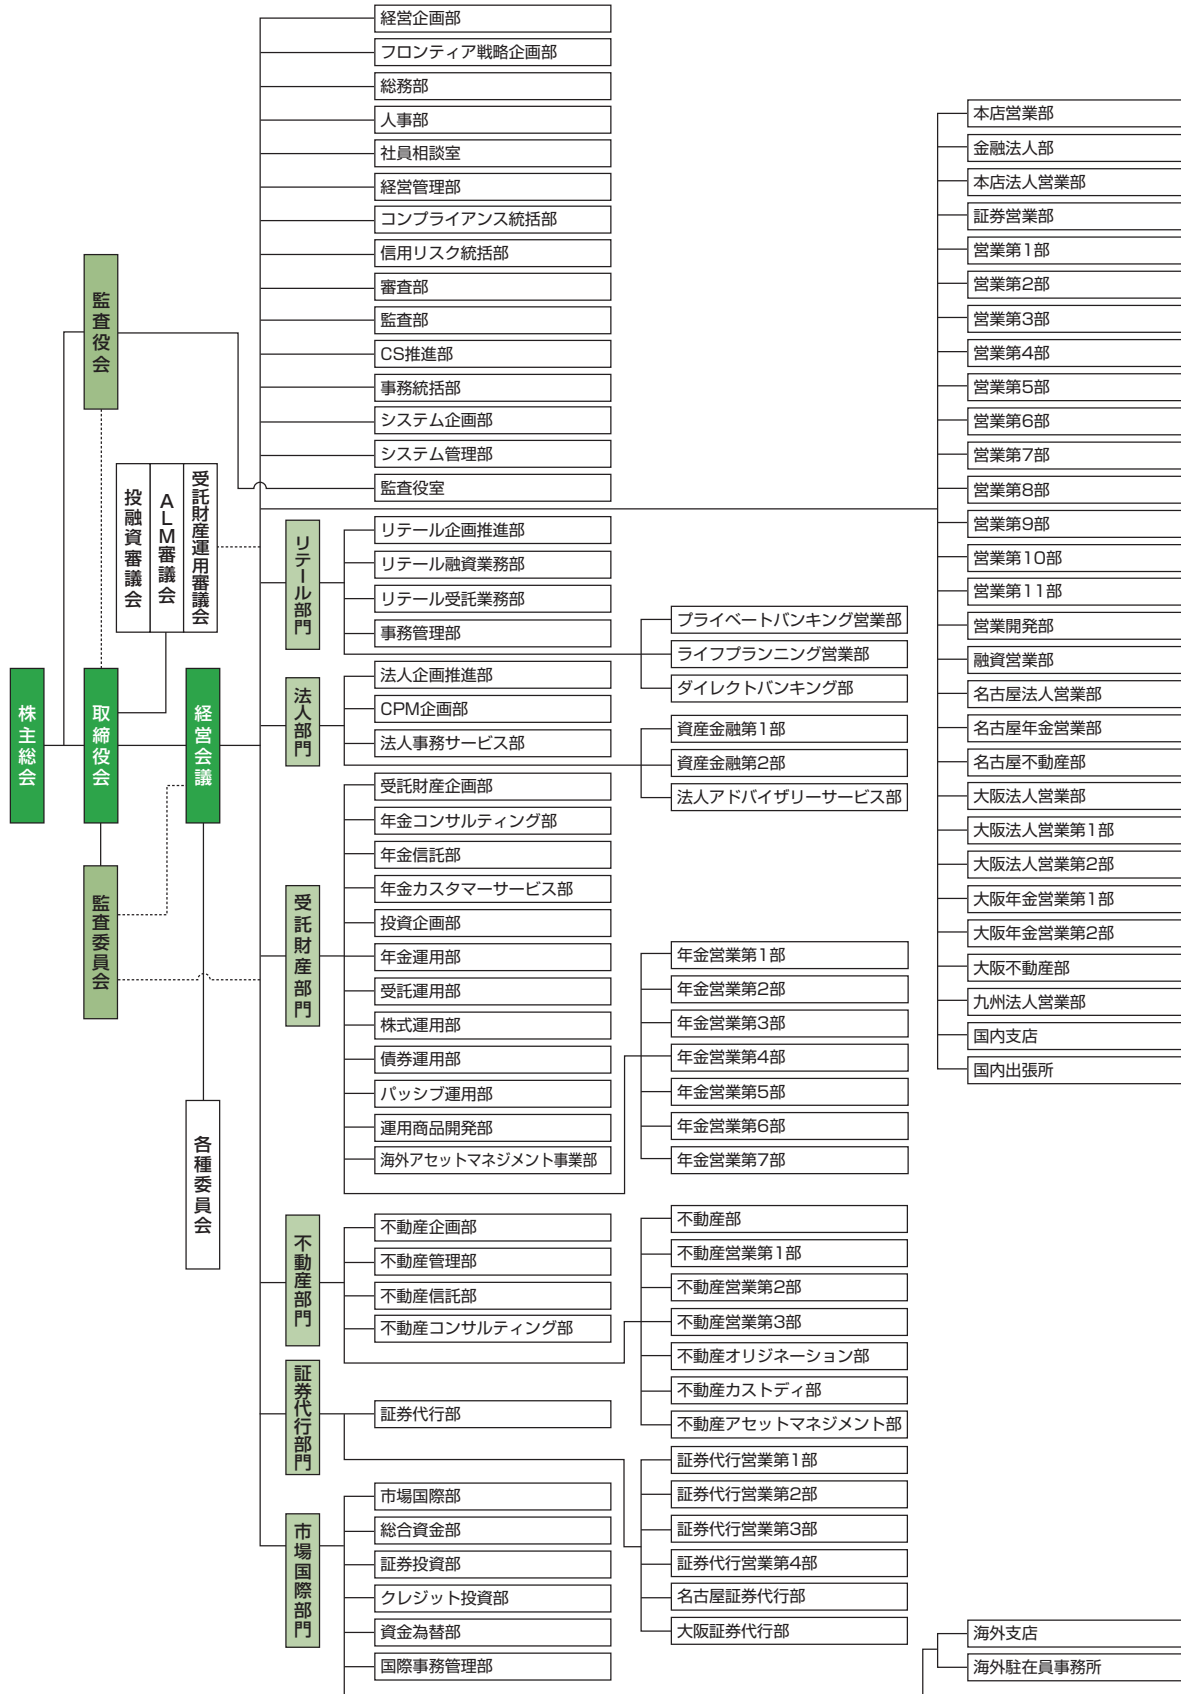 株主総会
監査役会
取締役会
監査委員会
投融資審議会
ALM審議会
受託財産運用審議会
経営会議
各種委員会
経営企画部
フロンティア戦略企画部
総務部
人事部
社員相談室
経営管理部
コンプライアンス統括部
信用リスク統括部
審査部
監査部
CS推進部
事務統括部
システム企画部
システム管理部
監査役室
リテール部門
リテール企画推進部
リテール融資業務部
リテール受託業務部
事務管理部
プライベートバンキング営業部
ライフプランニング営業部
ダイレクトバンキング部
法人部門
法人企画推進部
CPM企画部
法人事務サービス部
資産金融第1部
資産金融第2部
法人アドバイザリーサービス部
受託財産部門
受託財産企画部
年金コンサルティング部
年金信託部
年金カスタマーサービス部
投資企画部
年金運用部
受託運用部
株式運用部
債券運用部
パッシブ運用部
運用商品開発部
海外アセットマネジメント事業部
年金営業第1部
年金営業第2部
年金営業第3部
年金営業第4部
年金営業第5部
年金営業第6部
年金営業第7部
不動産部門
不動産企画部
不動産管理部
不動産信託部
不動産コンサルティング部
不動産部
不動産営業第1部
不動産営業第2部
不動産営業第3部
不動産オリジネーション部
不動産カストディ部
不動産アセットマネジメント部
証券代行部門
証券代行部
証券代行営業第1部
証券代行営業第2部
証券代行営業第3部
証券代行営業第4部
名古屋証券代行部
大阪証券代行部
市場国際部門
市場国際部
総合資金部
証券投資部
クレジット投資部
資金為替部
国際事務管理部
本店営業部
金融法人部
本店法人営業部
証券営業部
営業第1部
営業第2部
営業第3部
営業第4部
営業第5部
営業第6部
営業第7部
営業第8部
営業第9部
営業第10部
営業第11部
営業開発部
融資営業部
名古屋法人営業部
名古屋年金営業部
名古屋不動産部
大阪法人営業部
大阪法人営業第1部
大阪法人営業第2部
大阪年金営業第1部
大阪年金営業第2部
大阪不動産部
九州法人営業部
国内支店
国内出張所
海外支店
海外駐在員事務所